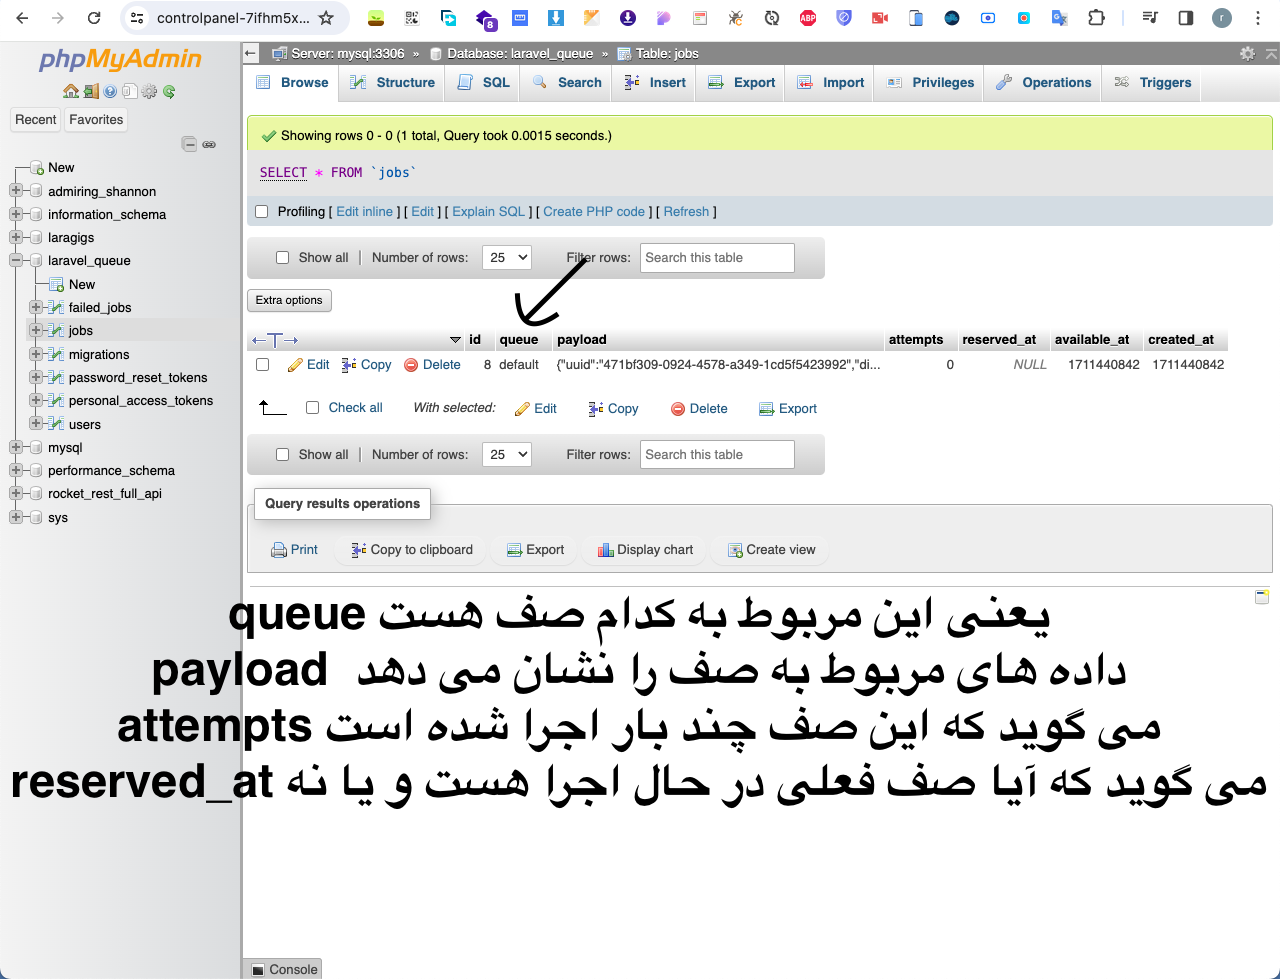 controlpanel-7ifhm5x...
8
ABP
r
phpMyAdmin
Recent
Favorites
New
admiring_shannon
information_schema
laragigs
laravel_queue
New
failed_jobs
jobs
migrations
password_reset_tokens
personal_access_tokens
users
mysql
performance_schema
rocket_rest_full_api
sys
Server: mysql:3306 » Database: laravel_queue » Table: jobs
Browse Structure SQL Search Insert Export Import Privileges Operations Triggers
Showing rows 0 - 0 (1 total, Query took 0.0015 seconds.)
SELECT * FROM `jobs`
Profiling [ Edit inline ] [ Edit ] [ Explain SQL ] [ Create PHP code ] [ Refresh ]
Show all | Number of rows: 25 Filter rows: Search this table
Extra options
←T→ id queue payload attempts reserved_at available_at created_at
Edit Copy Delete 8 default {"uuid":"471bf309-0924-4578-a349-1cd5f5423992","di... 0 NULL 1711440842 1711440842
Check all With selected: Edit Copy Delete Export
Show all | Number of rows: 25 Filter rows: Search this table
Query results operations
Print Copy to clipboard Export Display chart Create view
یعنی این مربوط به کدام صف هست queue
داده های مربوط به صف را نشان می دهد payload
می گوید که این صف چند بار اجرا شده است attempts
می گوید که آیا صف فعلی در حال اجرا هست و یا نه reserved_at
Console